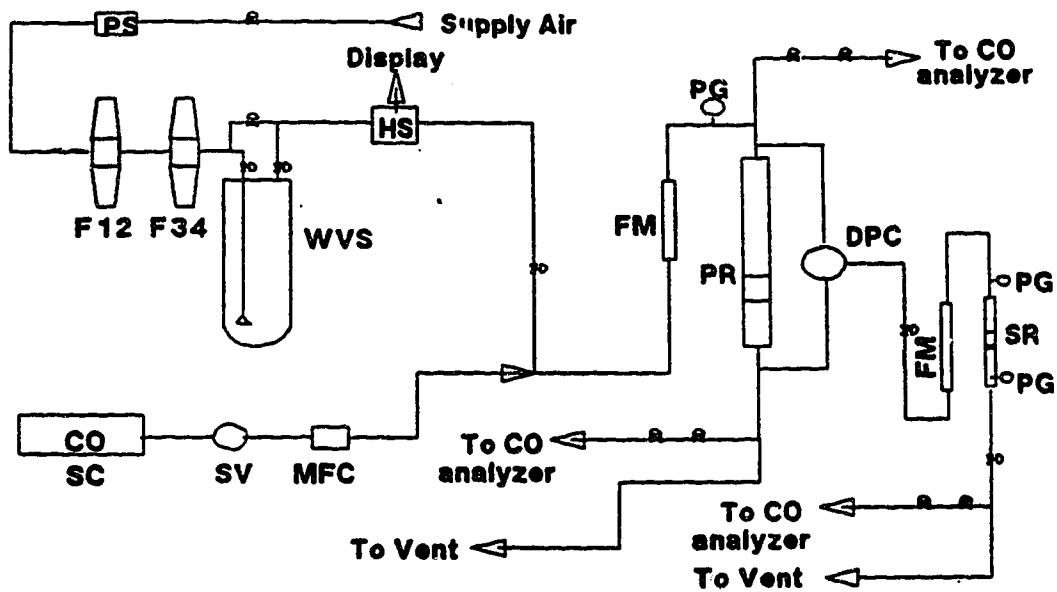 PS
Supply Air
Display
HS
F12 F34
WVS
CO
SC
SV
MFC
To CO
analyzer
To Vent
FM
PG
PR
To CO
analyzer
DPC
FM
PG
SR
PG
To CO
analyzer
To Vent